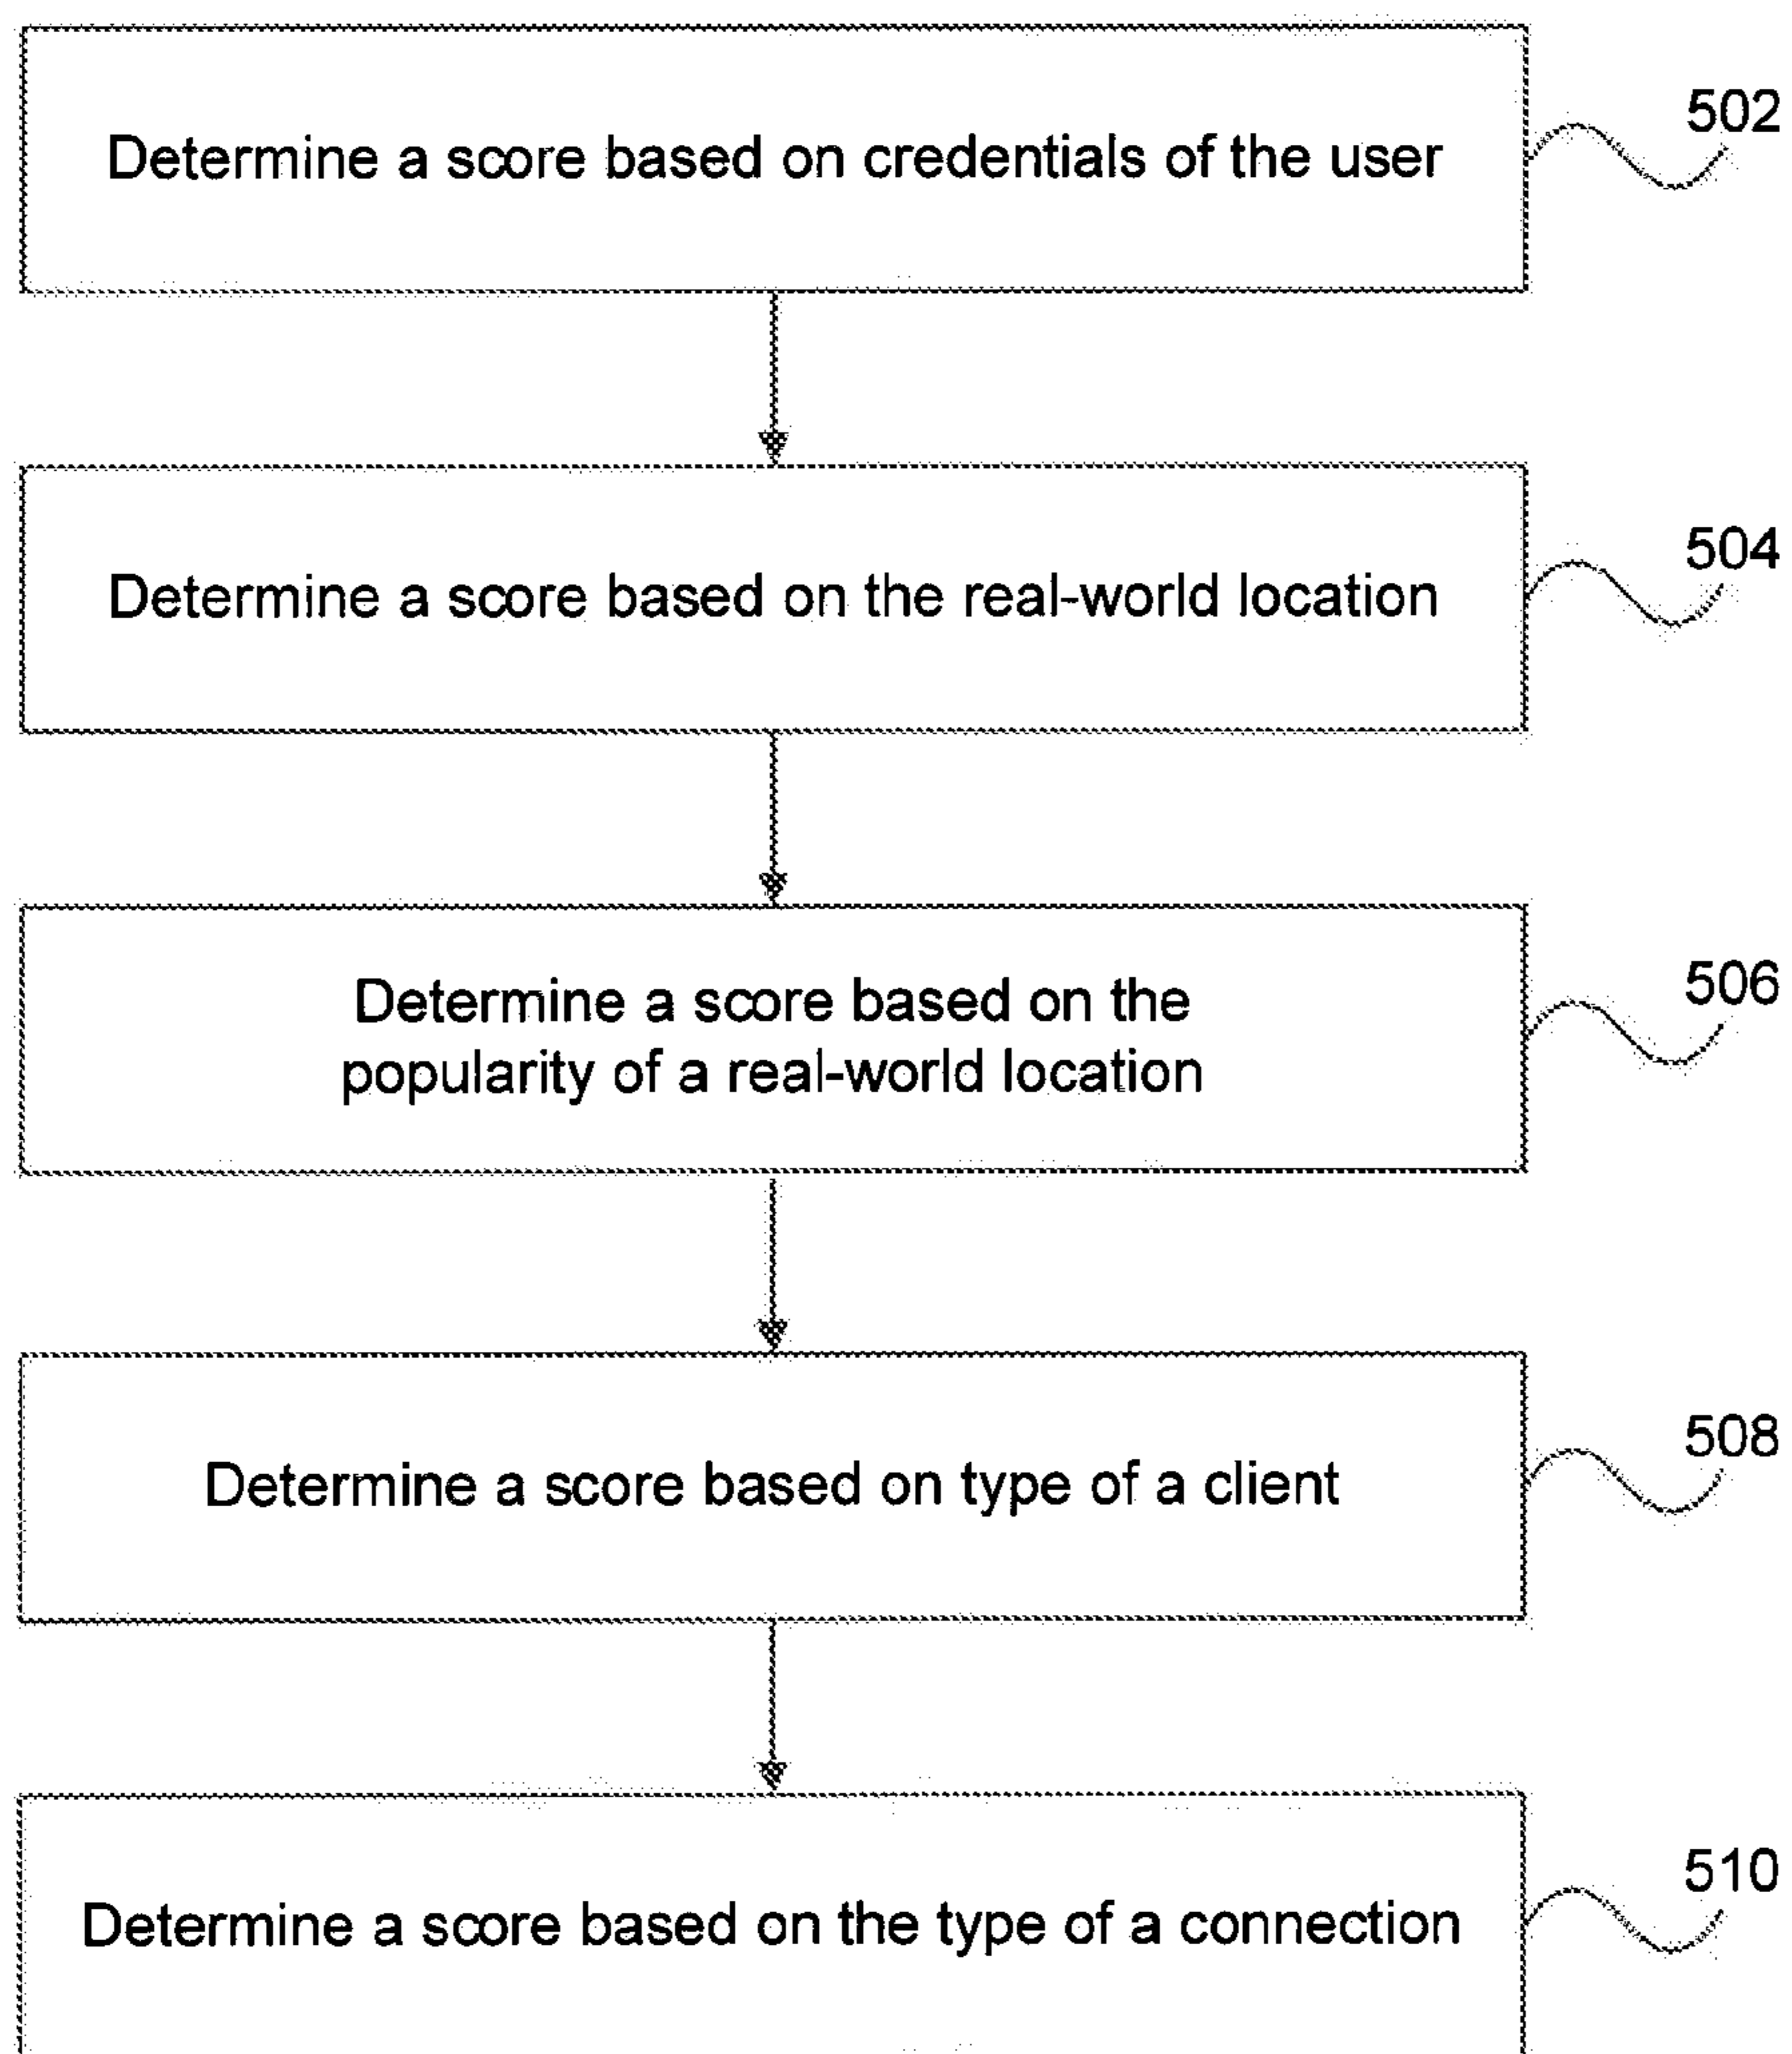 Determine a score based on credentials of the user
502
Determine a score based on the real-world location
504
Determine a score based on the
popularity of a real-world location
506
Determine a score based on type of a client
508
Determine a score based on the type of a connection
510